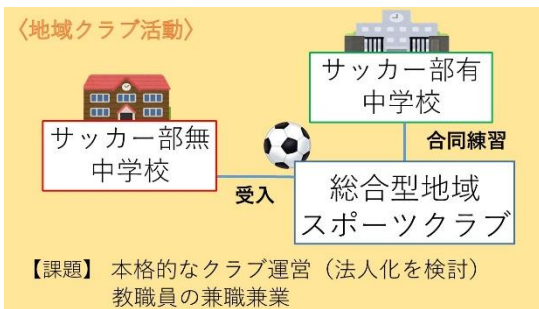 〈地域クラブ活動〉
サッカー部有
中学校
サッカー部無
中学校
合同練習
受入
総合型地域
スポーツクラブ
【課題】 本格的なクラブ運営（法人化を検討）
教職員の兼職兼業